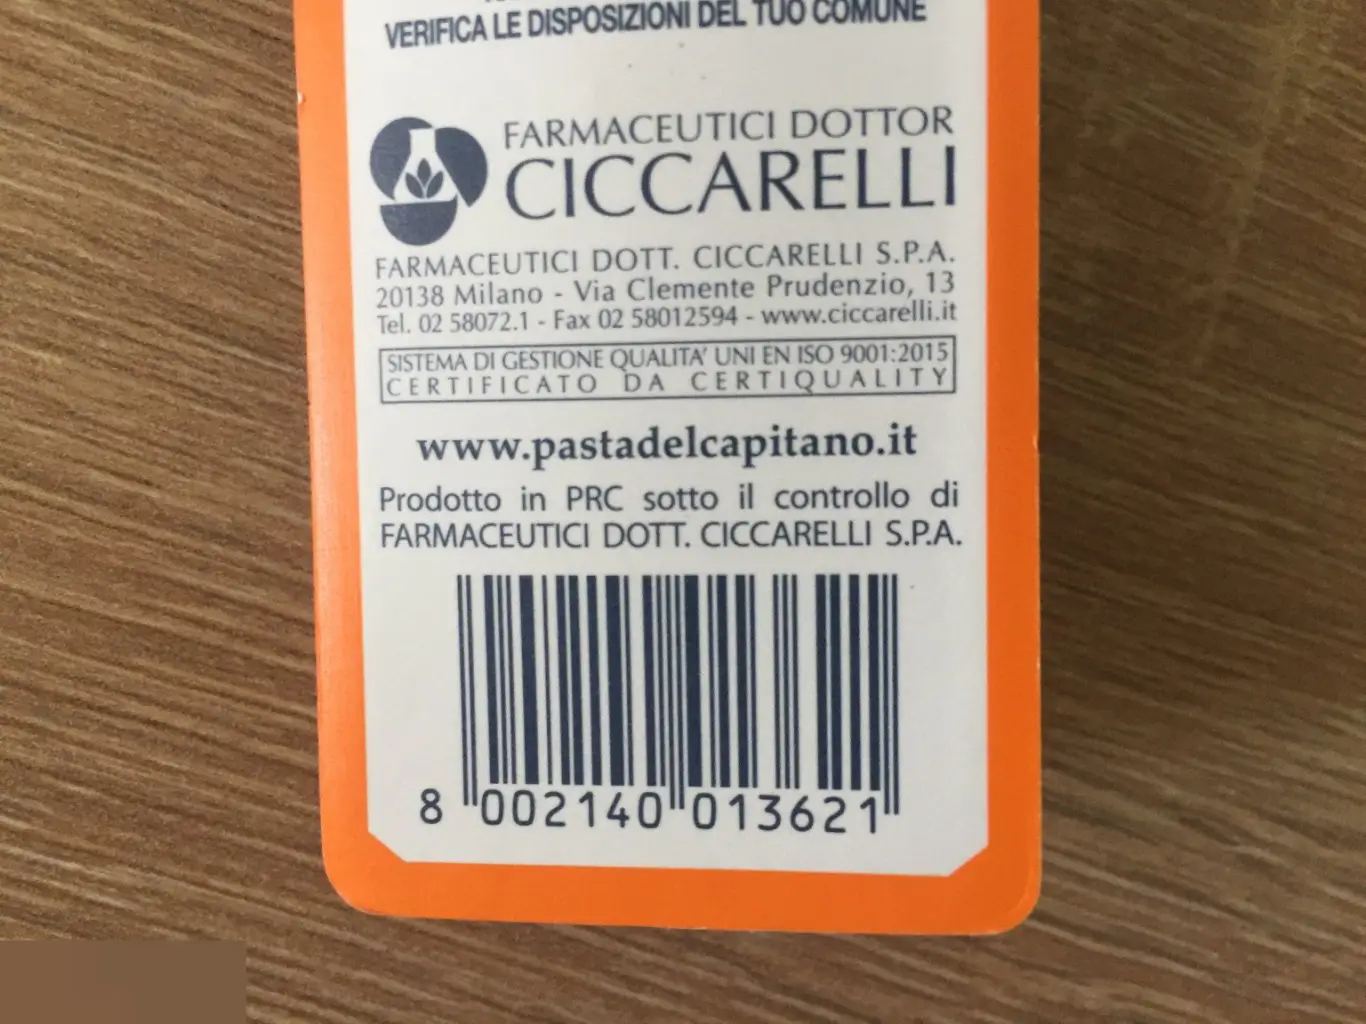 VERIFICA LE DISPOSIZIONI DEL TUO COMUNE
FARMACEUTICI DOTTOR
CICCARELLI
FARMACEUTICI DOTT. CICCARELLI S.P.A.
20138 Milano - Via Clemente Prudenzio, 13
Tel. 02 58072.1 - Fax 02 58012594 - www.ciccarelli.it
SISTEMA DI GESTIONE QUALITA' UNI EN ISO 9001:2015
CERTIFICATO DA CERTIQUALITY
www.pastadelcapitano.it
Prodotto in PRC sotto il controllo di
FARMACEUTICI DOTT. CICCARELLI S.P.A.
8 002140 013621